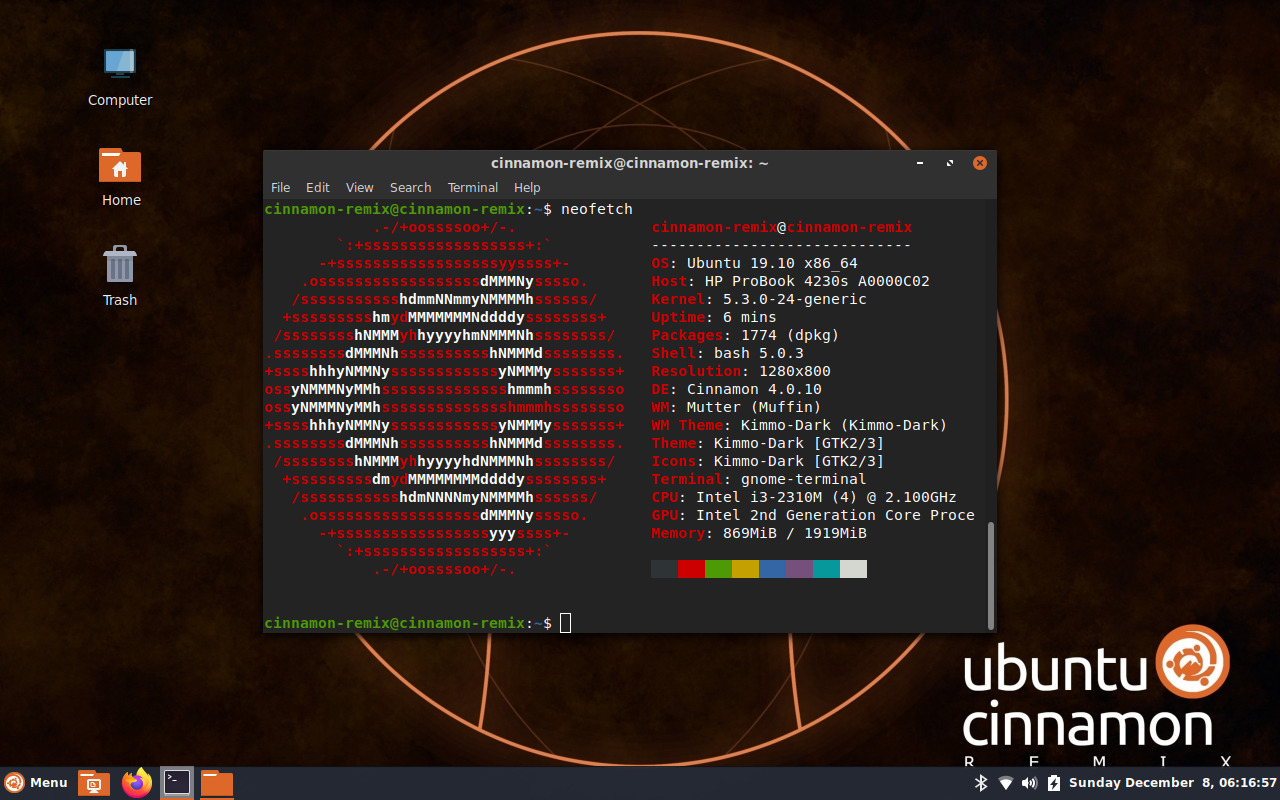 Computer
Home
Trash
cinnamon-remix@cinnamon-remix: ~
File Edit View Search Terminal Help
cinnamon-remix@cinnamon-remix:~$ neofetch
.-/+oossssoo+/-. cinnamon-remix@cinnamon-remix
`:+ssssssssssssssssss+:` -----------------------------
-+ssssssssssssssssssyyssss+- OS: Ubuntu 19.10 x86_64
.ossssssssssssssssssdMMMNysssso. Host: HP ProBook 4230s A0000C02
/ssssssssssshdmmNNmmyNMMMMhssssss/ Kernel: 5.3.0-24-generic
+ssssssssshmydMMMMMMMNddddyssssssss+ Uptime: 6 mins
/sssssssshNMMMyhhyyyyhmNMMMNhssssssss/ Packages: 1774 (dpkg)
.ssssssssdMMMNhsssssssssshNMMMdssssssss. Shell: bash 5.0.3
+sssshhhyNMMNyssssssssssssyNMMMysssssss+ Resolution: 1280x800
ossyNMMMNyMMhsssssssssssssshmmmhssssssso DE: Cinnamon 4.0.10
ossyNMMMNyMMhsssssssssssssshmmmhssssssso WM: Mutter (Muffin)
+sssshhhyNMMNyssssssssssssyNMMMysssssss+ WM Theme: Kimmo-Dark (Kimmo-Dark)
.ssssssssdMMMNhsssssssssshNMMMdssssssss. Theme: Kimmo-Dark [GTK2/3]
/sssssssshNMMMyhhyyyyhdNMMMNhssssssss/ Icons: Kimmo-Dark [GTK2/3]
+sssssssssdmydMMMMMMMMddddyssssssss+ Terminal: gnome-terminal
/ssssssssssshdmNNNNmyNMMMMhssssss/ CPU: Intel i3-2310M (4) @ 2.100GHz
.ossssssssssssssssssdMMMNysssso. GPU: Intel 2nd Generation Core Proce
-+sssssssssssssssssyyyssss+- Memory: 869MiB / 1919MiB
`:+ssssssssssssssssss+:`
.-/+oossssoo+/-.
cinnamon-remix@cinnamon-remix:~$
ubuntu
cinnamon
R E M I X
Menu
Sunday December 8, 06:16:57